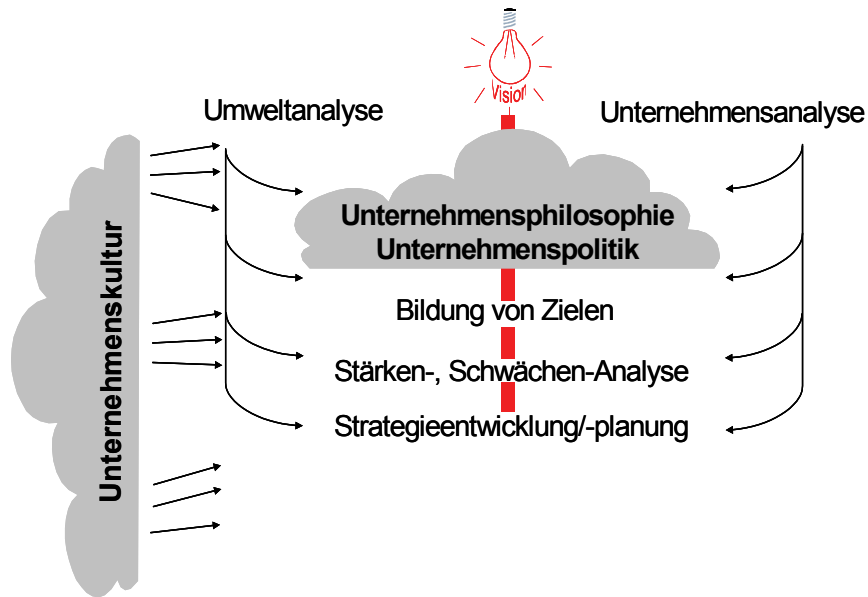 Vision
Umweltanalyse
Unternehmensanalyse
Unternehmenskultur
Unternehmensphilosophie
Unternehmenspolitik
Bildung von Zielen
Stärken-, Schwächen-Analyse
Strategieentwicklung/-planung